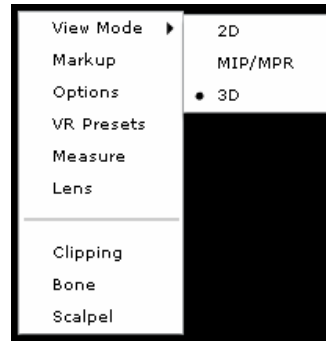 View Mode
Markup
Options
VR Presets
Measure
Lens
Clipping
Bone
Scalpel
2D
MIP/MPR
3D